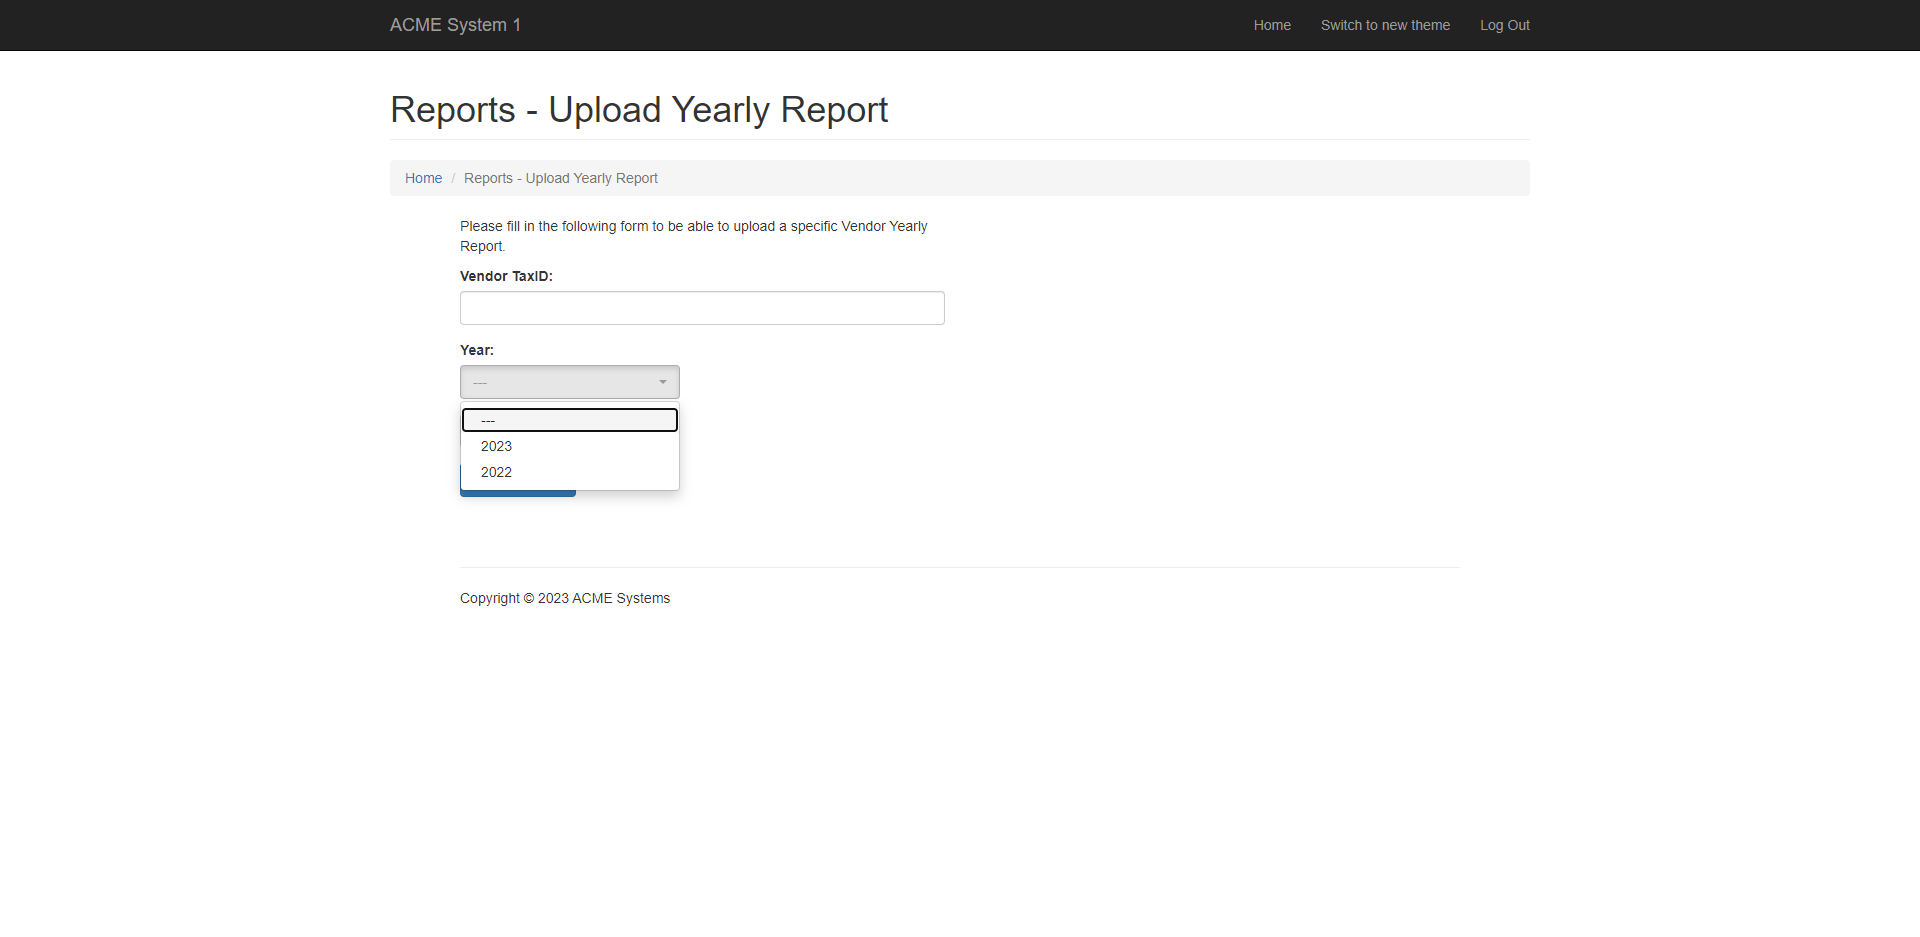 ACME System 1
Home
Switch to new theme
Log Out
Reports - Upload Yearly Report
Home / Reports - Upload Yearly Report
Please fill in the following form to be able to upload a specific Vendor Yearly
Report.
Vendor TaxID:
Year:
---
---
2023
2022
Copyright © 2023 ACME Systems